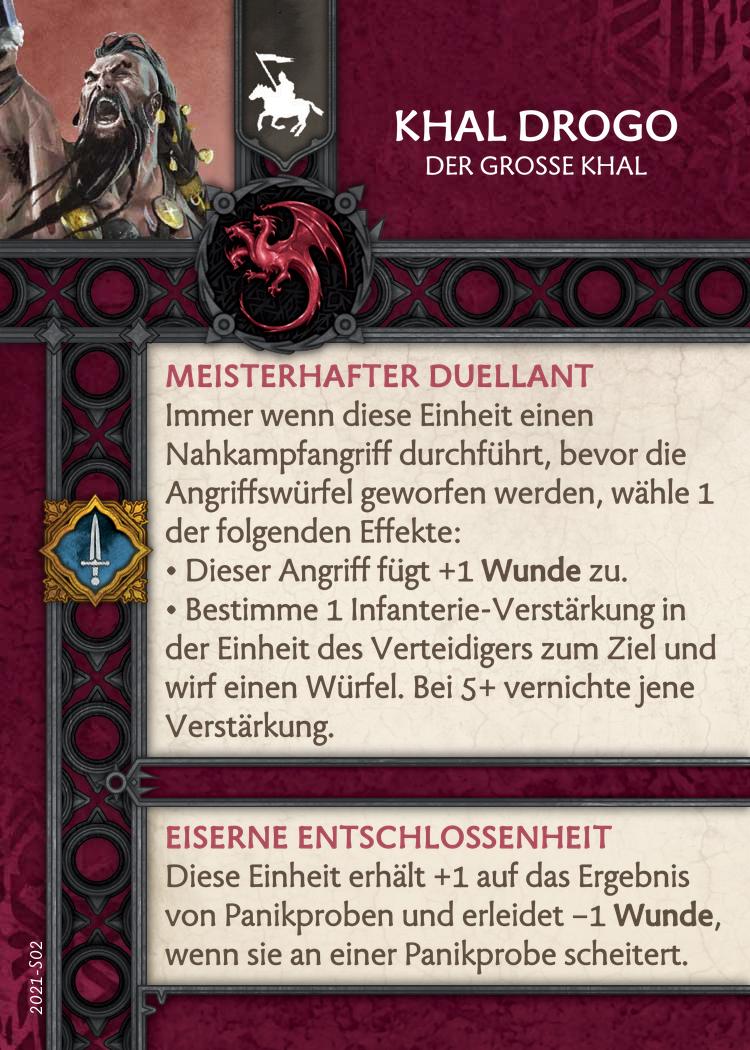 KHAL DROGO
DER GROSSE KHAL
MEISTERHAFTER DUELLANT
Immer wenn diese Einheit einen
Nahkampfangriff durchführt, bevor die
Angriffswürfel geworfen werden, wähle 1
der folgenden Effekte:
• Dieser Angriff fügt +1 Wunde zu.
• Bestimme 1 Infanterie-Verstärkung in
der Einheit des Verteidigers zum Ziel und
wirf einen Würfel. Bei 5+ vernichte jene
Verstärkung.
EISERNE ENTSCHLOSSENHEIT
Diese Einheit erhält +1 auf das Ergebnis
von Panikproben und erleidet –1 Wunde,
wenn sie an einer Panikprobe scheitert.
2021-S02